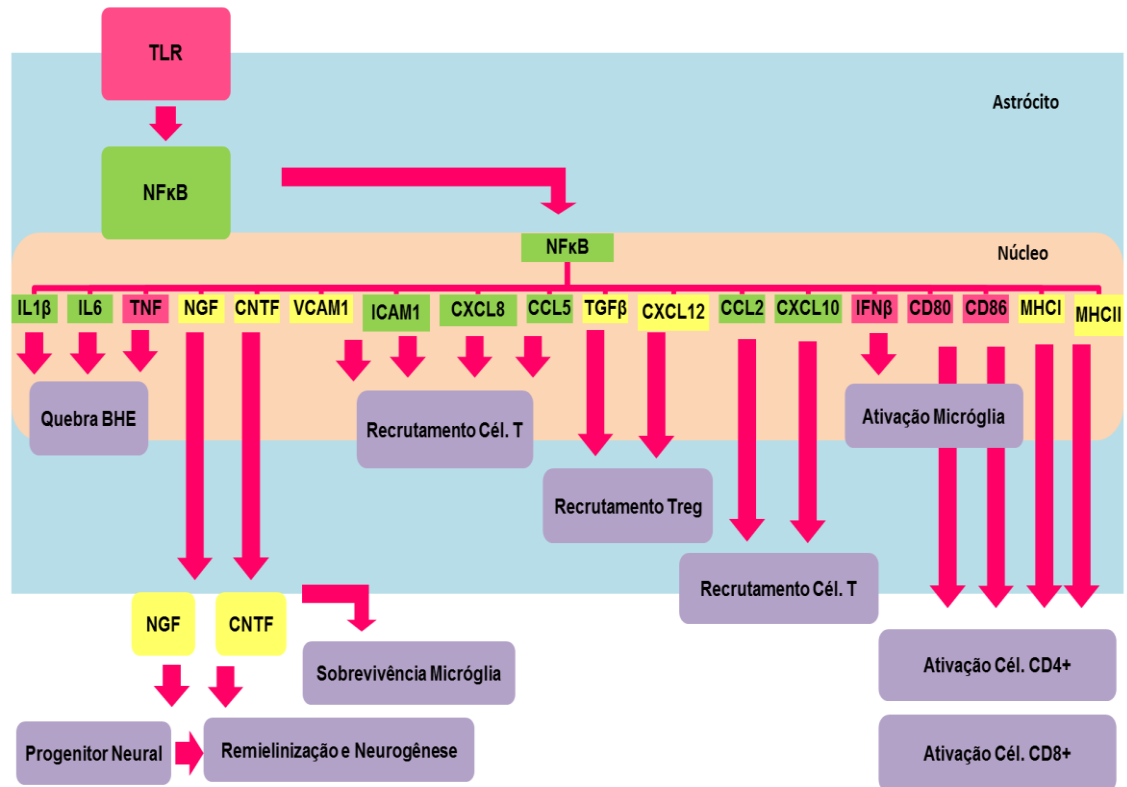 TLR
Astrócito
NFκB
NFκB
Núcleo
IL1β
IL6
TNF
NGF
CNTF
VCAM1
ICAM1
CXCL8
CCL5
TGFβ
CXCL12
CCL2
CXCL10
IFNβ
CD80
CD86
MHCI
MHCII
Quebra BHE
Recrutamento Cél. T
Ativação Micróglia
Recrutamento Treg
Recrutamento Cél. T
NGF
CNTF
Sobrevivência Micróglia
Ativação Cél. CD4+
Progenitor Neural
Remielinização e Neurogênese
Ativação Cél. CD8+